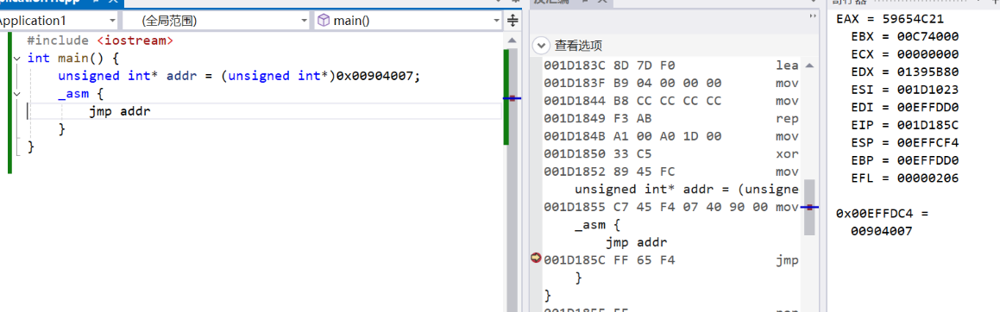 Application1
(全局范围)
main()
#include <iostream>
int main() {
unsigned int* addr = (unsigned int*)0x00904007;
_asm {
jmp addr
}
}
查看选项
001D183C 8D 7D F0 lea
001D183F B9 04 00 00 00 mov
001D1844 B8 CC CC CC CC mov
001D1849 F3 AB rep
001D184B A1 00 A0 1D 00 mov
001D1850 33 C5 xor
001D1852 89 45 FC mov
unsigned int* addr = (unsigne
001D1855 C7 45 F4 07 40 90 00 mov
_asm {
jmp addr
001D185C FF 65 F4 jmp
}
}
EAX = 59654C21
EBX = 00C74000
ECX = 00000000
EDX = 01395B80
ESI = 001D1023
EDI = 00EFFDD0
EIP = 001D185C
ESP = 00EFFCF4
EBP = 00EFFDD0
EFL = 00000206
0x00EFFDC4 =
00904007